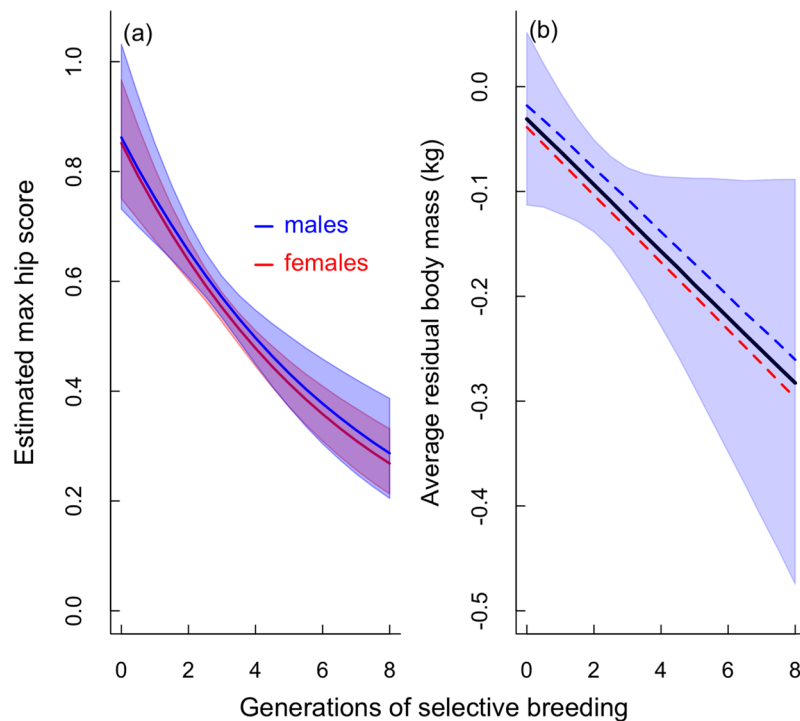 (a)
Estimated max hip score
1.0
0.8
0.6
0.4
0.2
0.0
males
females
0 2 4 6 8
(b)
Average residual body mass (kg)
-0.0
-0.1
-0.2
-0.3
-0.4
-0.5
0 2 4 6 8
Generations of selective breeding